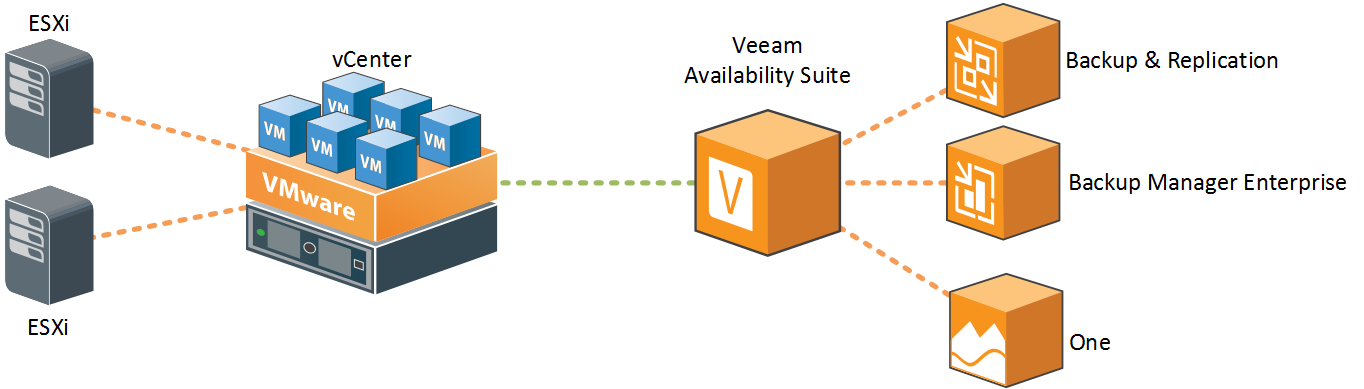 ESXi
vCenter
VM
VM
VM
VM
VM
VM
VMware
ESXi
Veeam
Availability Suite
V
Backup & Replication
Backup Manager Enterprise
One